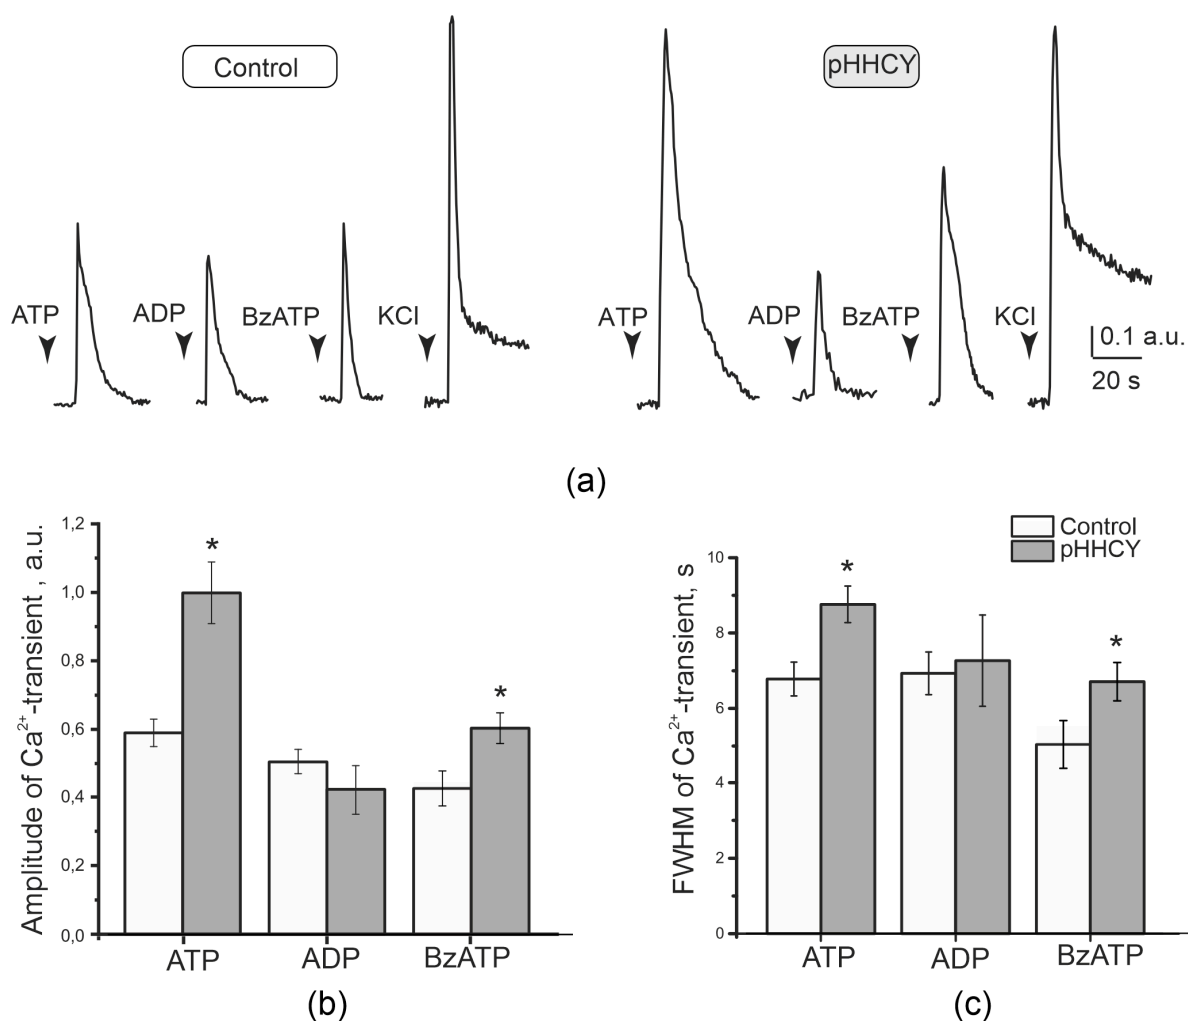 Control
pHHCY
ATP
ADP
BzATP
KCl
ATP
ADP
BzATP
KCl
0.1 a.u.
20 s
(a)
Amplitude of Ca²⁺-transient , a.u.
1,2
1,0
0,8
0,6
0,4
0,2
0,0
*
*
ATP
ADP
BzATP
(b)
Control
pHHCY
FWHM of Ca²⁺-transient, s
10
8
6
4
2
0
*
*
ATP
ADP
BzATP
(c)